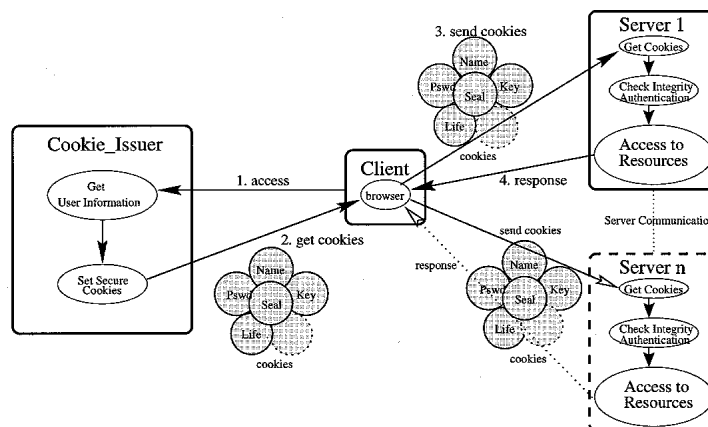 Cookie_Issuer
Get
User Information
Set Secure
Cookies
1. access
2. get cookies
Name
Pswd
Seal
Key
Life
Client
browser
3. send cookies
Name
Pswd
Seal
Key
Life
cookies
4. response
Server 1
Get Cookies
Check Integrity
Authentication
Access to
Resources
Server Communication
send cookies
response
Name
Pswd
Seal
Key
Life
cookies
Server n
Get Cookies
Check Integrity
Authentication
Access to
Resources